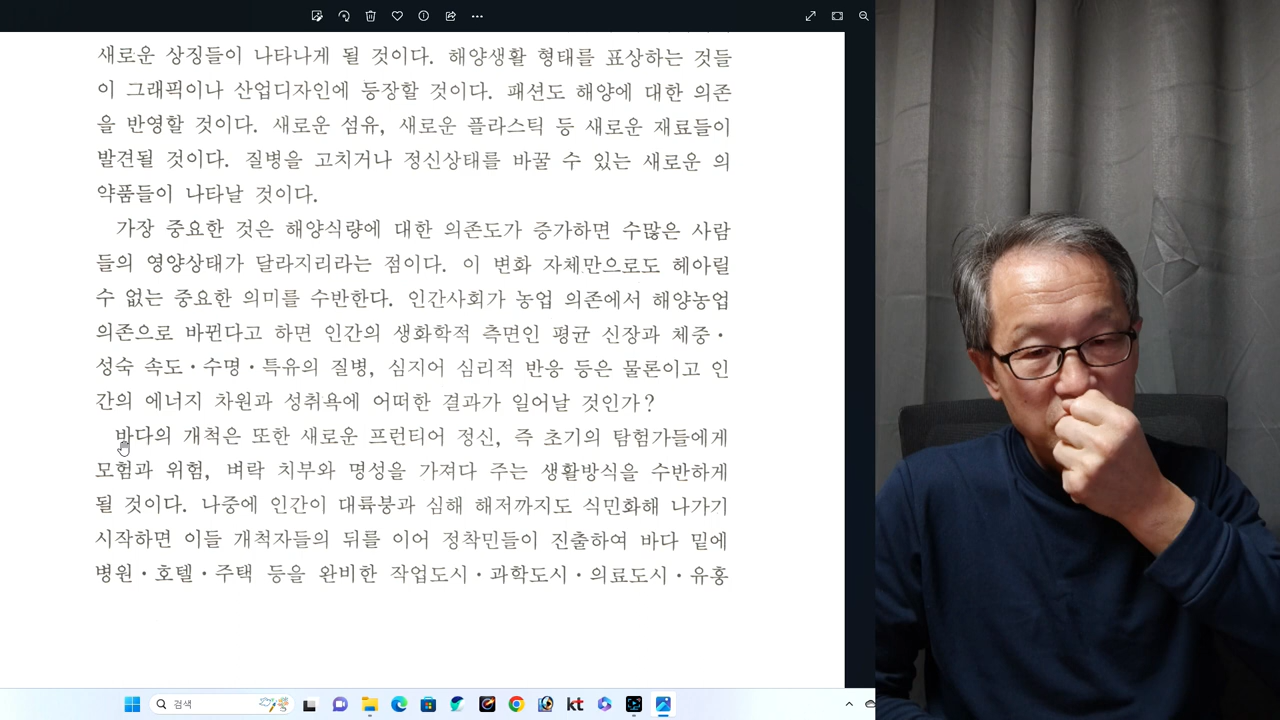 새로운 상징들이 나타나게 될 것이다. 해양생활 형태를 표상하는 것들
이 그래픽이나 산업디자인에 등장할 것이다. 패션도 해양에 대한 의존
을 반영할 것이다. 새로운 섬유, 새로운 플라스틱 등 새로운 재료들이
발견될 것이다. 질병을 고치거나 정신상태를 바꿀 수 있는 새로운 의
약품들이 나타날 것이다.
가장 중요한 것은 해양식량에 대한 의존도가 증가하면 수많은 사람
들의 영양상태가 달라지리라는 점이다. 이 변화 자체만으로도 헤아릴
수 없는 중요한 의미를 수반한다. 인간사회가 농업 의존에서 해양농업
의존으로 바뀐다고 하면 인간의 생화학적 측면인 평균 신장과 체중·
성숙 속도·수명·특유의 질병, 심지어 심리적 반응 등은 물론이고 인
간의 에너지 차원과 성취욕에 어떠한 결과가 일어날 것인가?
바다의 개척은 또한 새로운 프런티어 정신, 즉 초기의 탐험가들에게
모험과 위험, 벼락 치부와 명성을 가져다 주는 생활방식을 수반하게
될 것이다. 나중에 인간이 대륙붕과 심해 해저까지도 식민화해 나가기
시작하면 이들 개척자들의 뒤를 이어 정착민들이 진출하여 바다 밑에
병원·호텔·주택 등을 완비한 작업도시·과학도시·의료도시·유흥
검색
kt